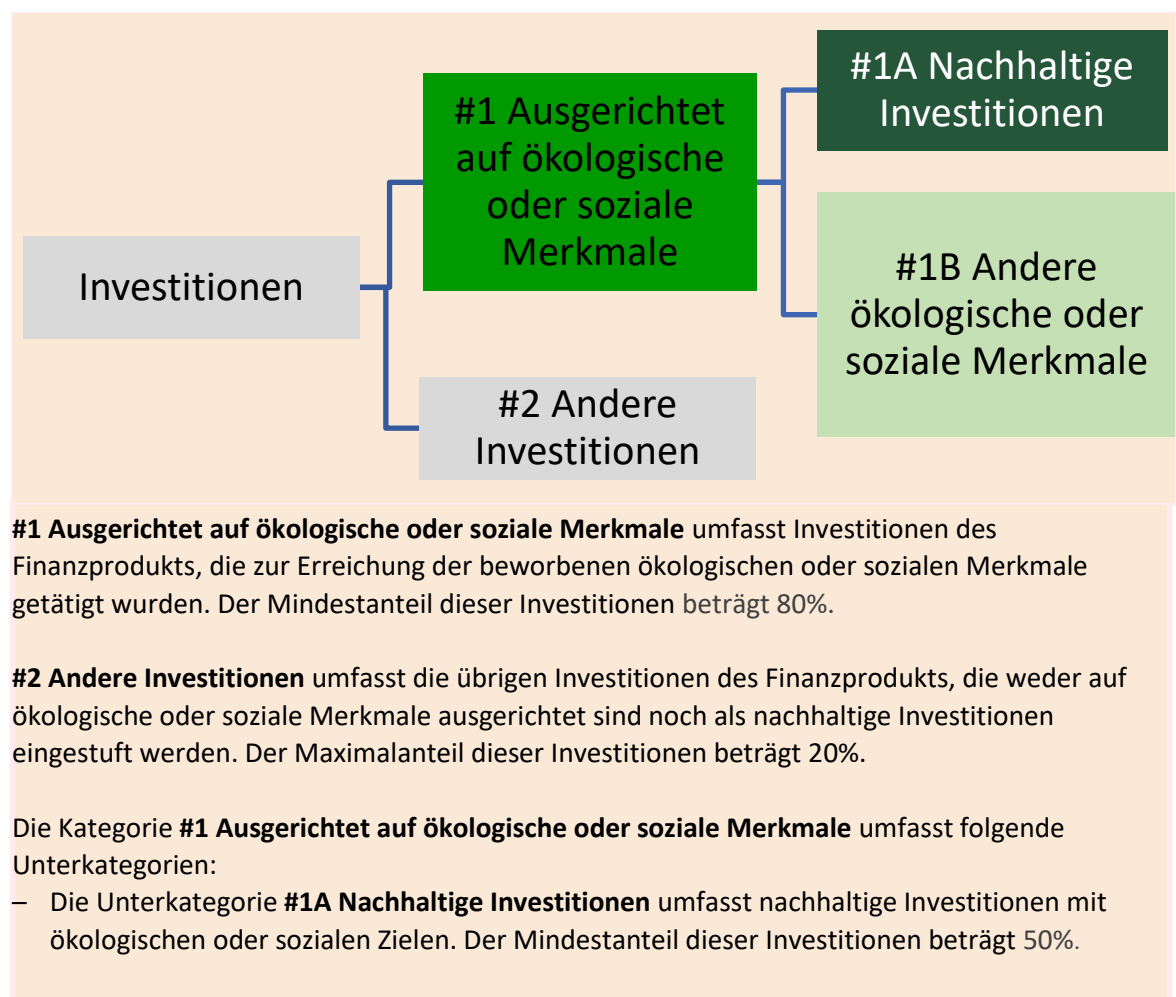 #1A Nachhaltige
Investitionen
#1 Ausgerichtet
auf ökologische
oder soziale
Merkmale
#1B Andere
ökologische oder
soziale Merkmale
Investitionen
#2 Andere
Investitionen
#1 Ausgerichtet auf ökologische oder soziale Merkmale umfasst Investitionen des
Finanzprodukts, die zur Erreichung der beworbenen ökologischen oder sozialen Merkmale
getätigt wurden. Der Mindestanteil dieser Investitionen beträgt 80%.
#2 Andere Investitionen umfasst die übrigen Investitionen des Finanzprodukts, die weder auf
ökologische oder soziale Merkmale ausgerichtet sind noch als nachhaltige Investitionen
eingestuft werden. Der Maximalanteil dieser Investitionen beträgt 20%.
Die Kategorie #1 Ausgerichtet auf ökologische oder soziale Merkmale umfasst folgende
Unterkategorien:
– Die Unterkategorie #1A Nachhaltige Investitionen umfasst nachhaltige Investitionen mit
ökologischen oder sozialen Zielen. Der Mindestanteil dieser Investitionen beträgt 50%.